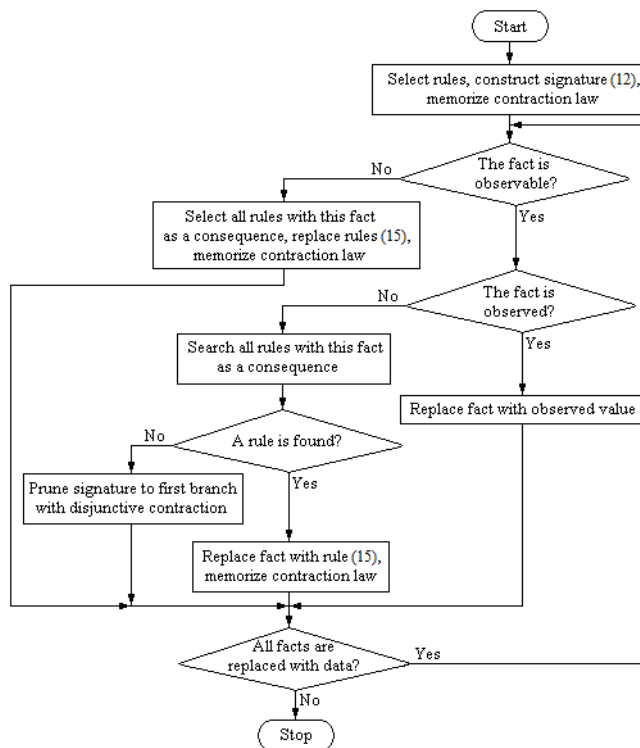 Start
Select rules, construct signature (12),
memorize contraction law
No
The fact is
observable?
Select all rules with this fact
as a consequence, replace rules (15),
memorize contraction law
Yes
No
The fact is
observed?
Search all rules with this fact
as a consequence
Yes
Replace fact with observed value
No
A rule is found?
Prune signature to first branch
with disjunctive contraction
Yes
Replace fact with rule (15),
memorize contraction law
All facts are
replaced with data?
Yes
No
Stop